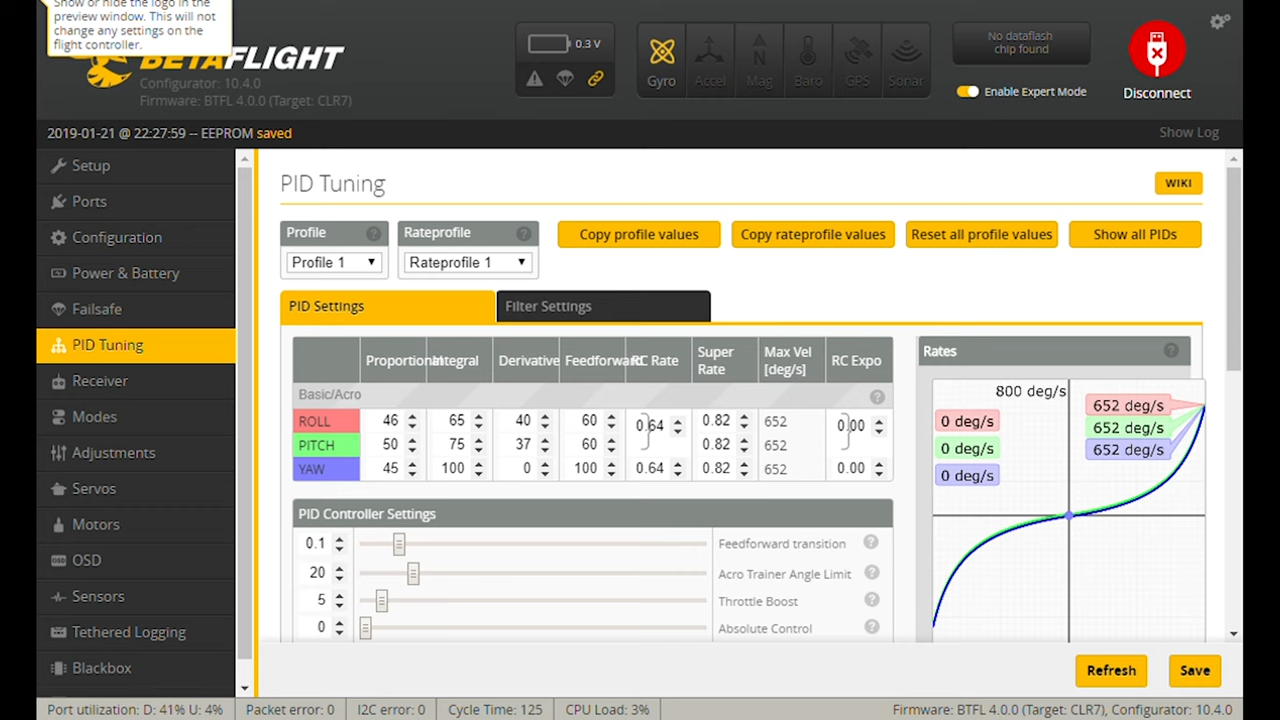 Show or hide the logo in the
preview window. This will not
change any settings on the
flight controller.
BETAFLIGHT
Configurator: 10.4.0
Firmware: BTFL 4.0.0 (Target: CLR7)
0.3 V
Gyro
Accel
Mag
Baro
GPS
Sonar
No dataflash
chip found
Enable Expert Mode
Disconnect
2019-01-21 @ 22:27:59 -- EEPROM saved
Show Log
Setup
Ports
Configuration
Power & Battery
Failsafe
PID Tuning
Receiver
Modes
Adjustments
Servos
Motors
OSD
OSD
Sensors
Tethered Logging
Blackbox
PID Tuning
WIKI
Profile
Profile 1
Rateprofile
Rateprofile 1
Copy profile values
Copy rateprofile values
Reset all profile values
Show all PIDs
PID Settings
Filter Settings
Proportional Integral Derivative Feedforward RC Rate Super Rate Max Vel [deg/s] RC Expo
Basic/Acro
ROLL 46 65 40 60 0.64 0.82 652 0.00
PITCH 50 75 37 60 0.82 652
YAW 45 100 0 100 0.64 0.82 652 0.00
PID Controller Settings
0.1 Feedforward transition
20 Acro Trainer Angle Limit
5 Throttle Boost
0 Absolute Control
Rates
800 deg/s
0 deg/s
0 deg/s
0 deg/s
652 deg/s
652 deg/s
652 deg/s
Refresh
Save
Port utilization: D: 41% U: 4%
Packet error: 0
I2C error: 0
Cycle Time: 125
CPU Load: 3%
Firmware: BTFL 4.0.0 (Target: CLR7), Configurator: 10.4.0